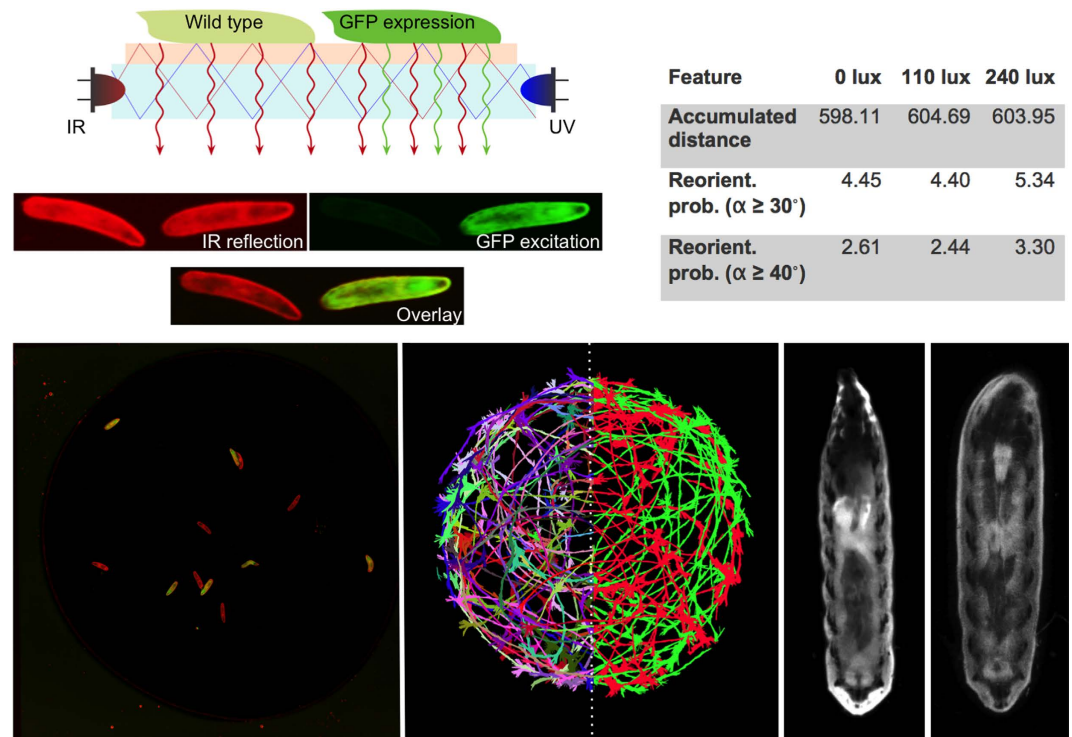 Wild type
GFP expression
IR
UV
IR reflection
GFP excitation
Overlay
Feature 0 lux 110 lux 240 lux
Accumulated 598.11 604.69 603.95
distance
Reorient. 4.45 4.40 5.34
prob. (α ≥ 30°)
Reorient. 2.61 2.44 3.30
prob. (α ≥ 40°)